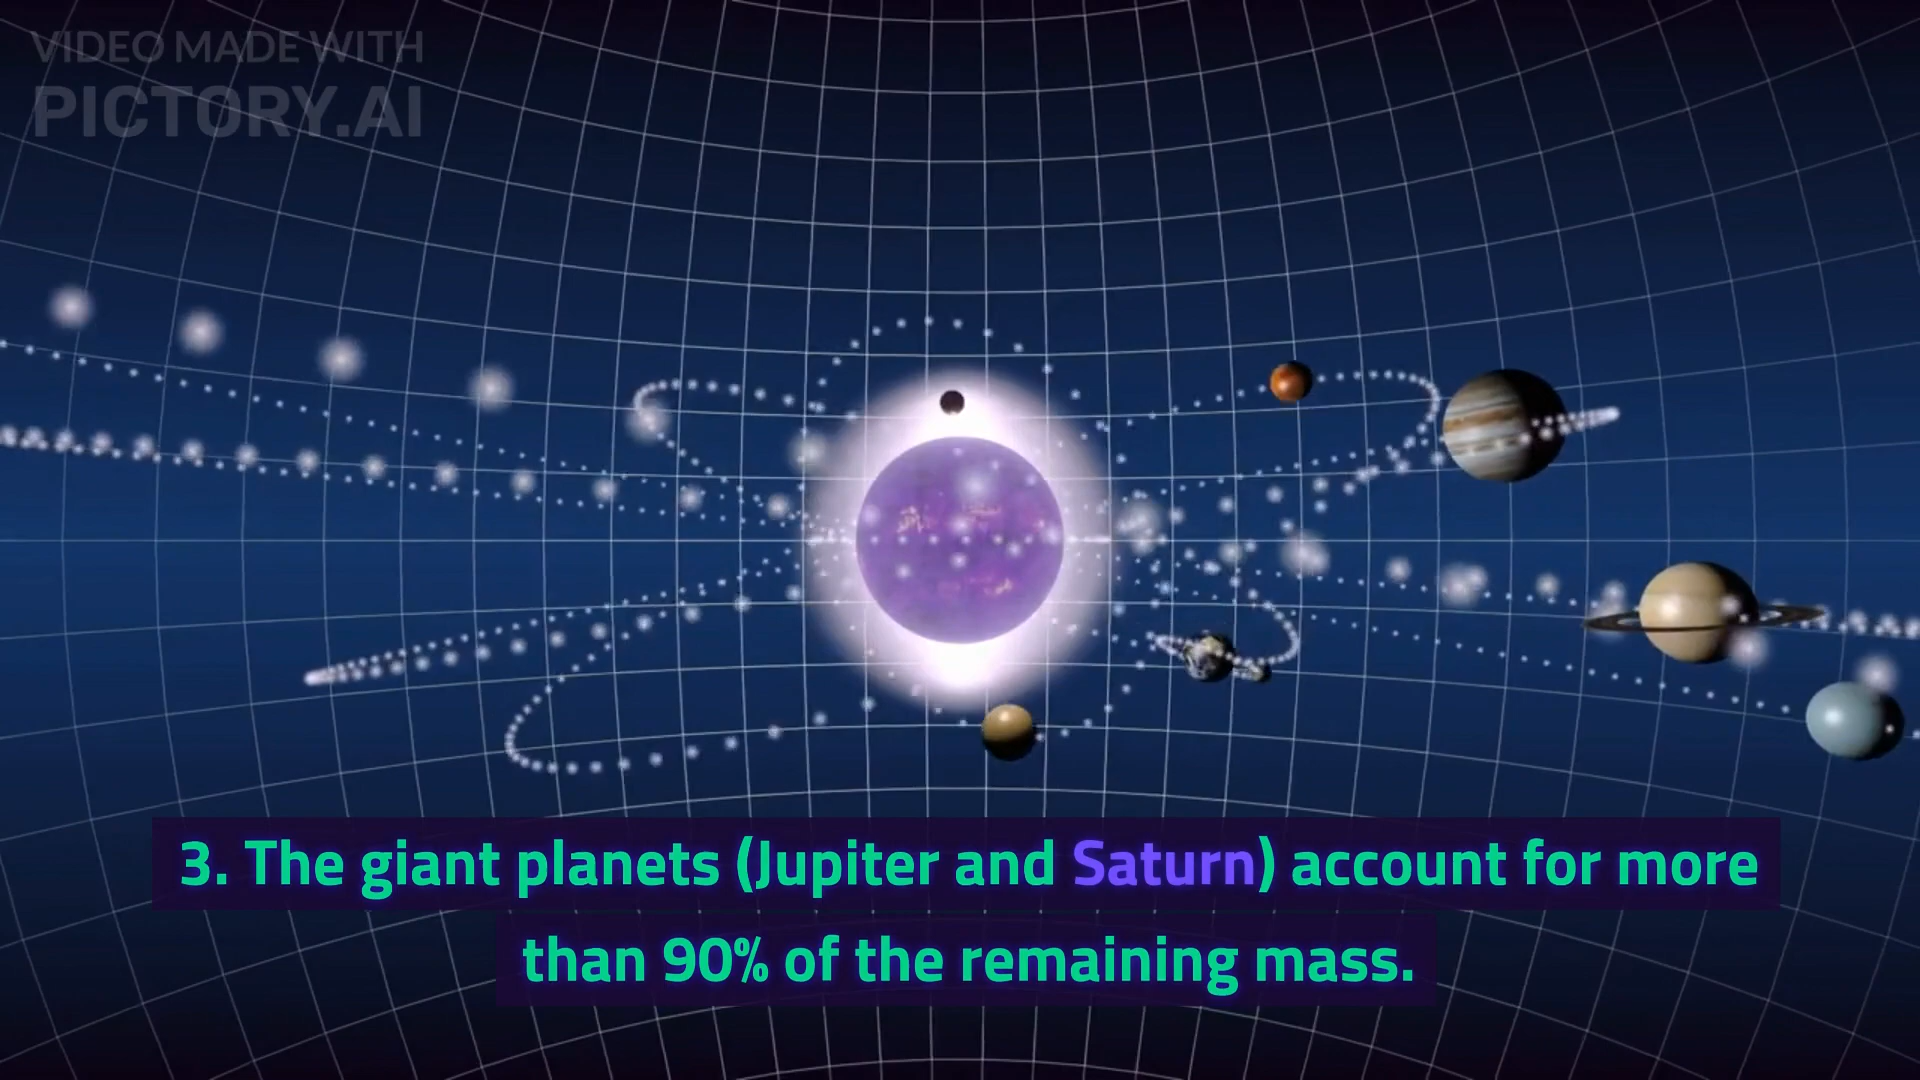 VIDEO MADE WITH
PICTORY.AI
3. The giant planets (Jupiter and Saturn) account for more
than 90% of the remaining mass.